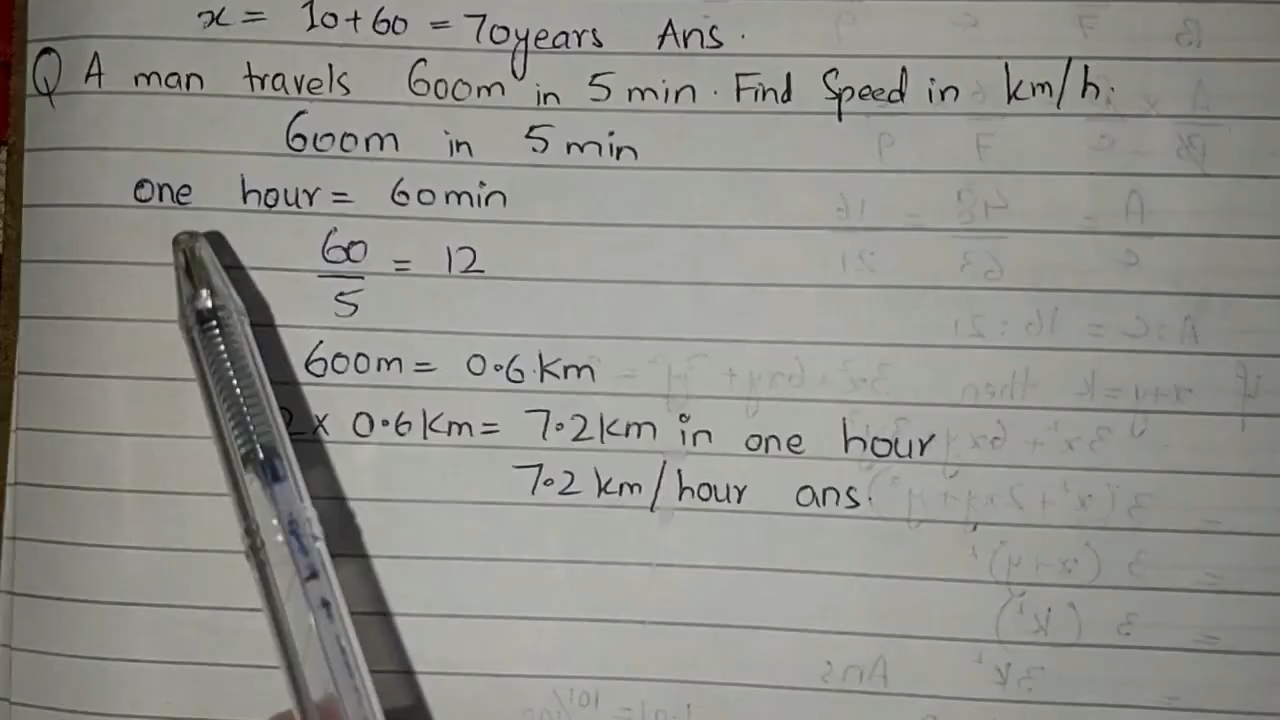 x = 10+60 = 70years Ans.
Q A man travels 600m in 5 min. Find Speed in km/h.
600m in 5 min
one hour = 60min
60/5 = 12
600m = 0.6 Km
2 x 0.6 Km = 7.2 km in one hour
7.2 km/hour ans.